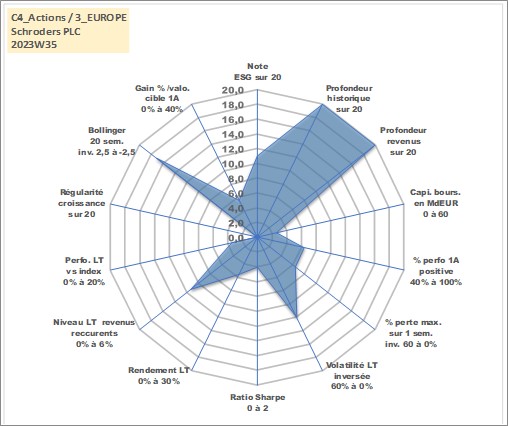 C4_Actions / 3_EUROPE
Schroders PLC
2023W35
Note
ESG sur 20
Profondeur
historique
sur 20
Profondeur
revenus
sur 20
Capi. bours.
en MdEUR
0 à 60
% perfo 1A
positive
40% à 100%
% perte max.
sur 1 sem.
inv. 60 à 0%
Volatilité LT
inversée
60% à 0%
Ratio Sharpe
0 à 2
Rendement LT
0% à 30%
Niveau LT revenus
reccurents
0% à 6%
Perfo. LT
vs index
0% à 20%
Régularité
croissance
sur 20
Bollinger
20 sem.
inv. 2,5 à -2,5
Gain % /valo.
cible 1A
0% à 40%
20,0
18,0
16,0
14,0
12,0
10,0
8,0
6,0
4,0
2,0
0,0